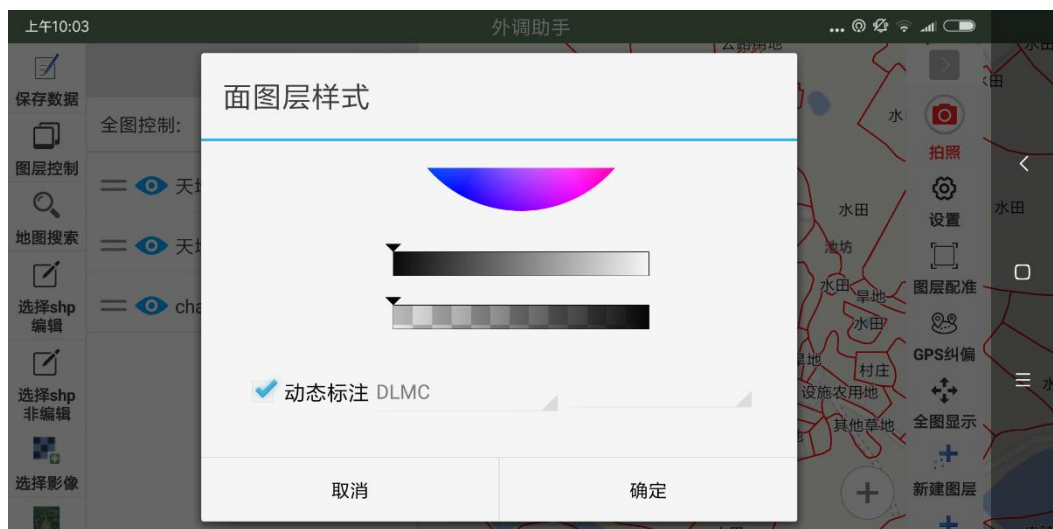 上午10:03
外调助手
...
保存数据
图层控制
地图搜索
选择shp
编辑
选择shp
非编辑
选择影像
全图控制:
天
天
cha
面图层样式
动态标注 DLMC
取消
确定
水
水田
水田
水田
旱地
水田
村庄
设施农用地
其他草地
拍照
设置
图层配准
GPS纠偏
全图显示
新建图层